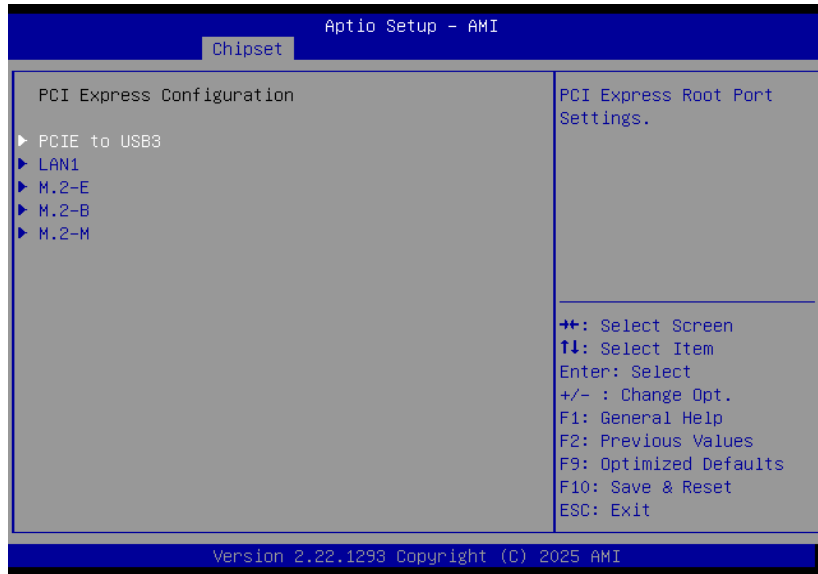 Aptio Setup – AMI
Chipset
PCI Express Configuration
PCIE to USB3
LAN1
M.2–E
M.2–B
M.2–M
PCI Express Root Port
Settings.
→←: Select Screen
↑↓: Select Item
Enter: Select
+/– : Change Opt.
F1: General Help
F2: Previous Values
F9: Optimized Defaults
F10: Save & Reset
ESC: Exit
Version 2.22.1293 Copyright (C) 2025 AMI